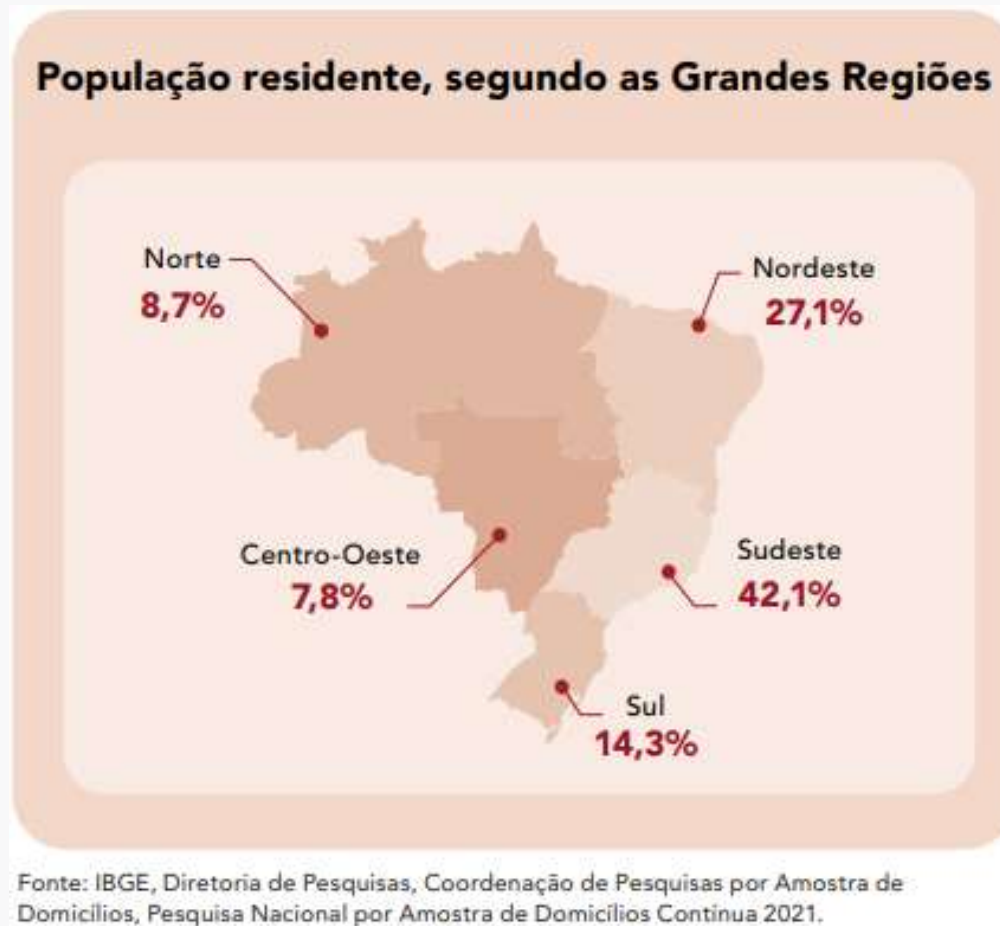 População residente, segundo as Grandes Regiões
Norte
8,7%
Nordeste
27,1%
Centro-Oeste
7,8%
Sudeste
42,1%
Sul
14,3%
Fonte: IBGE, Diretoria de Pesquisas, Coordenação de Pesquisas por Amostra de
Domicílios, Pesquisa Nacional por Amostra de Domicílios Contínua 2021.